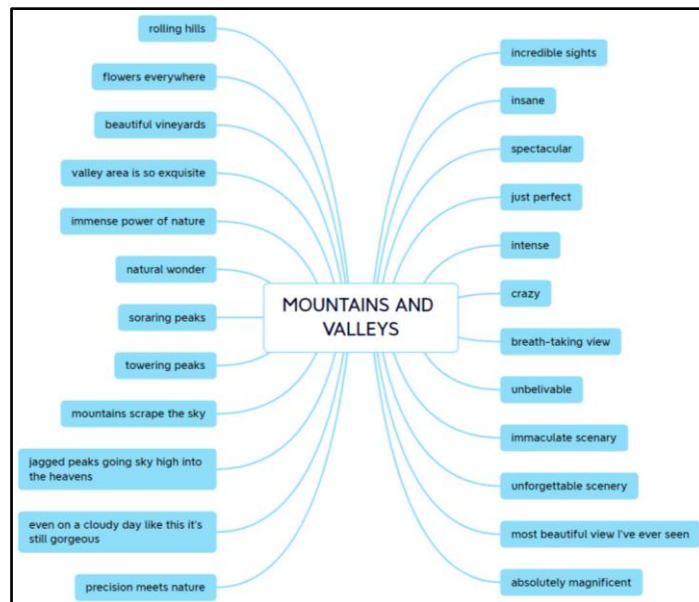 rolling hills
flowers everywhere
beautiful vineyards
valley area is so exquisite
immense power of nature
natural wonder
soraring peaks
towering peaks
mountains scrape the sky
jagged peaks going sky high into
the heavens
even on a cloudy day like this it's
still gorgeous
precision meets nature
MOUNTAINS AND
VALLEYS
incredible sights
insane
spectacular
just perfect
intense
crazy
breath-taking view
unbelivable
immaculate scenary
unforgettable scenery
most beautiful view I've ever seen
absolutely magnificent